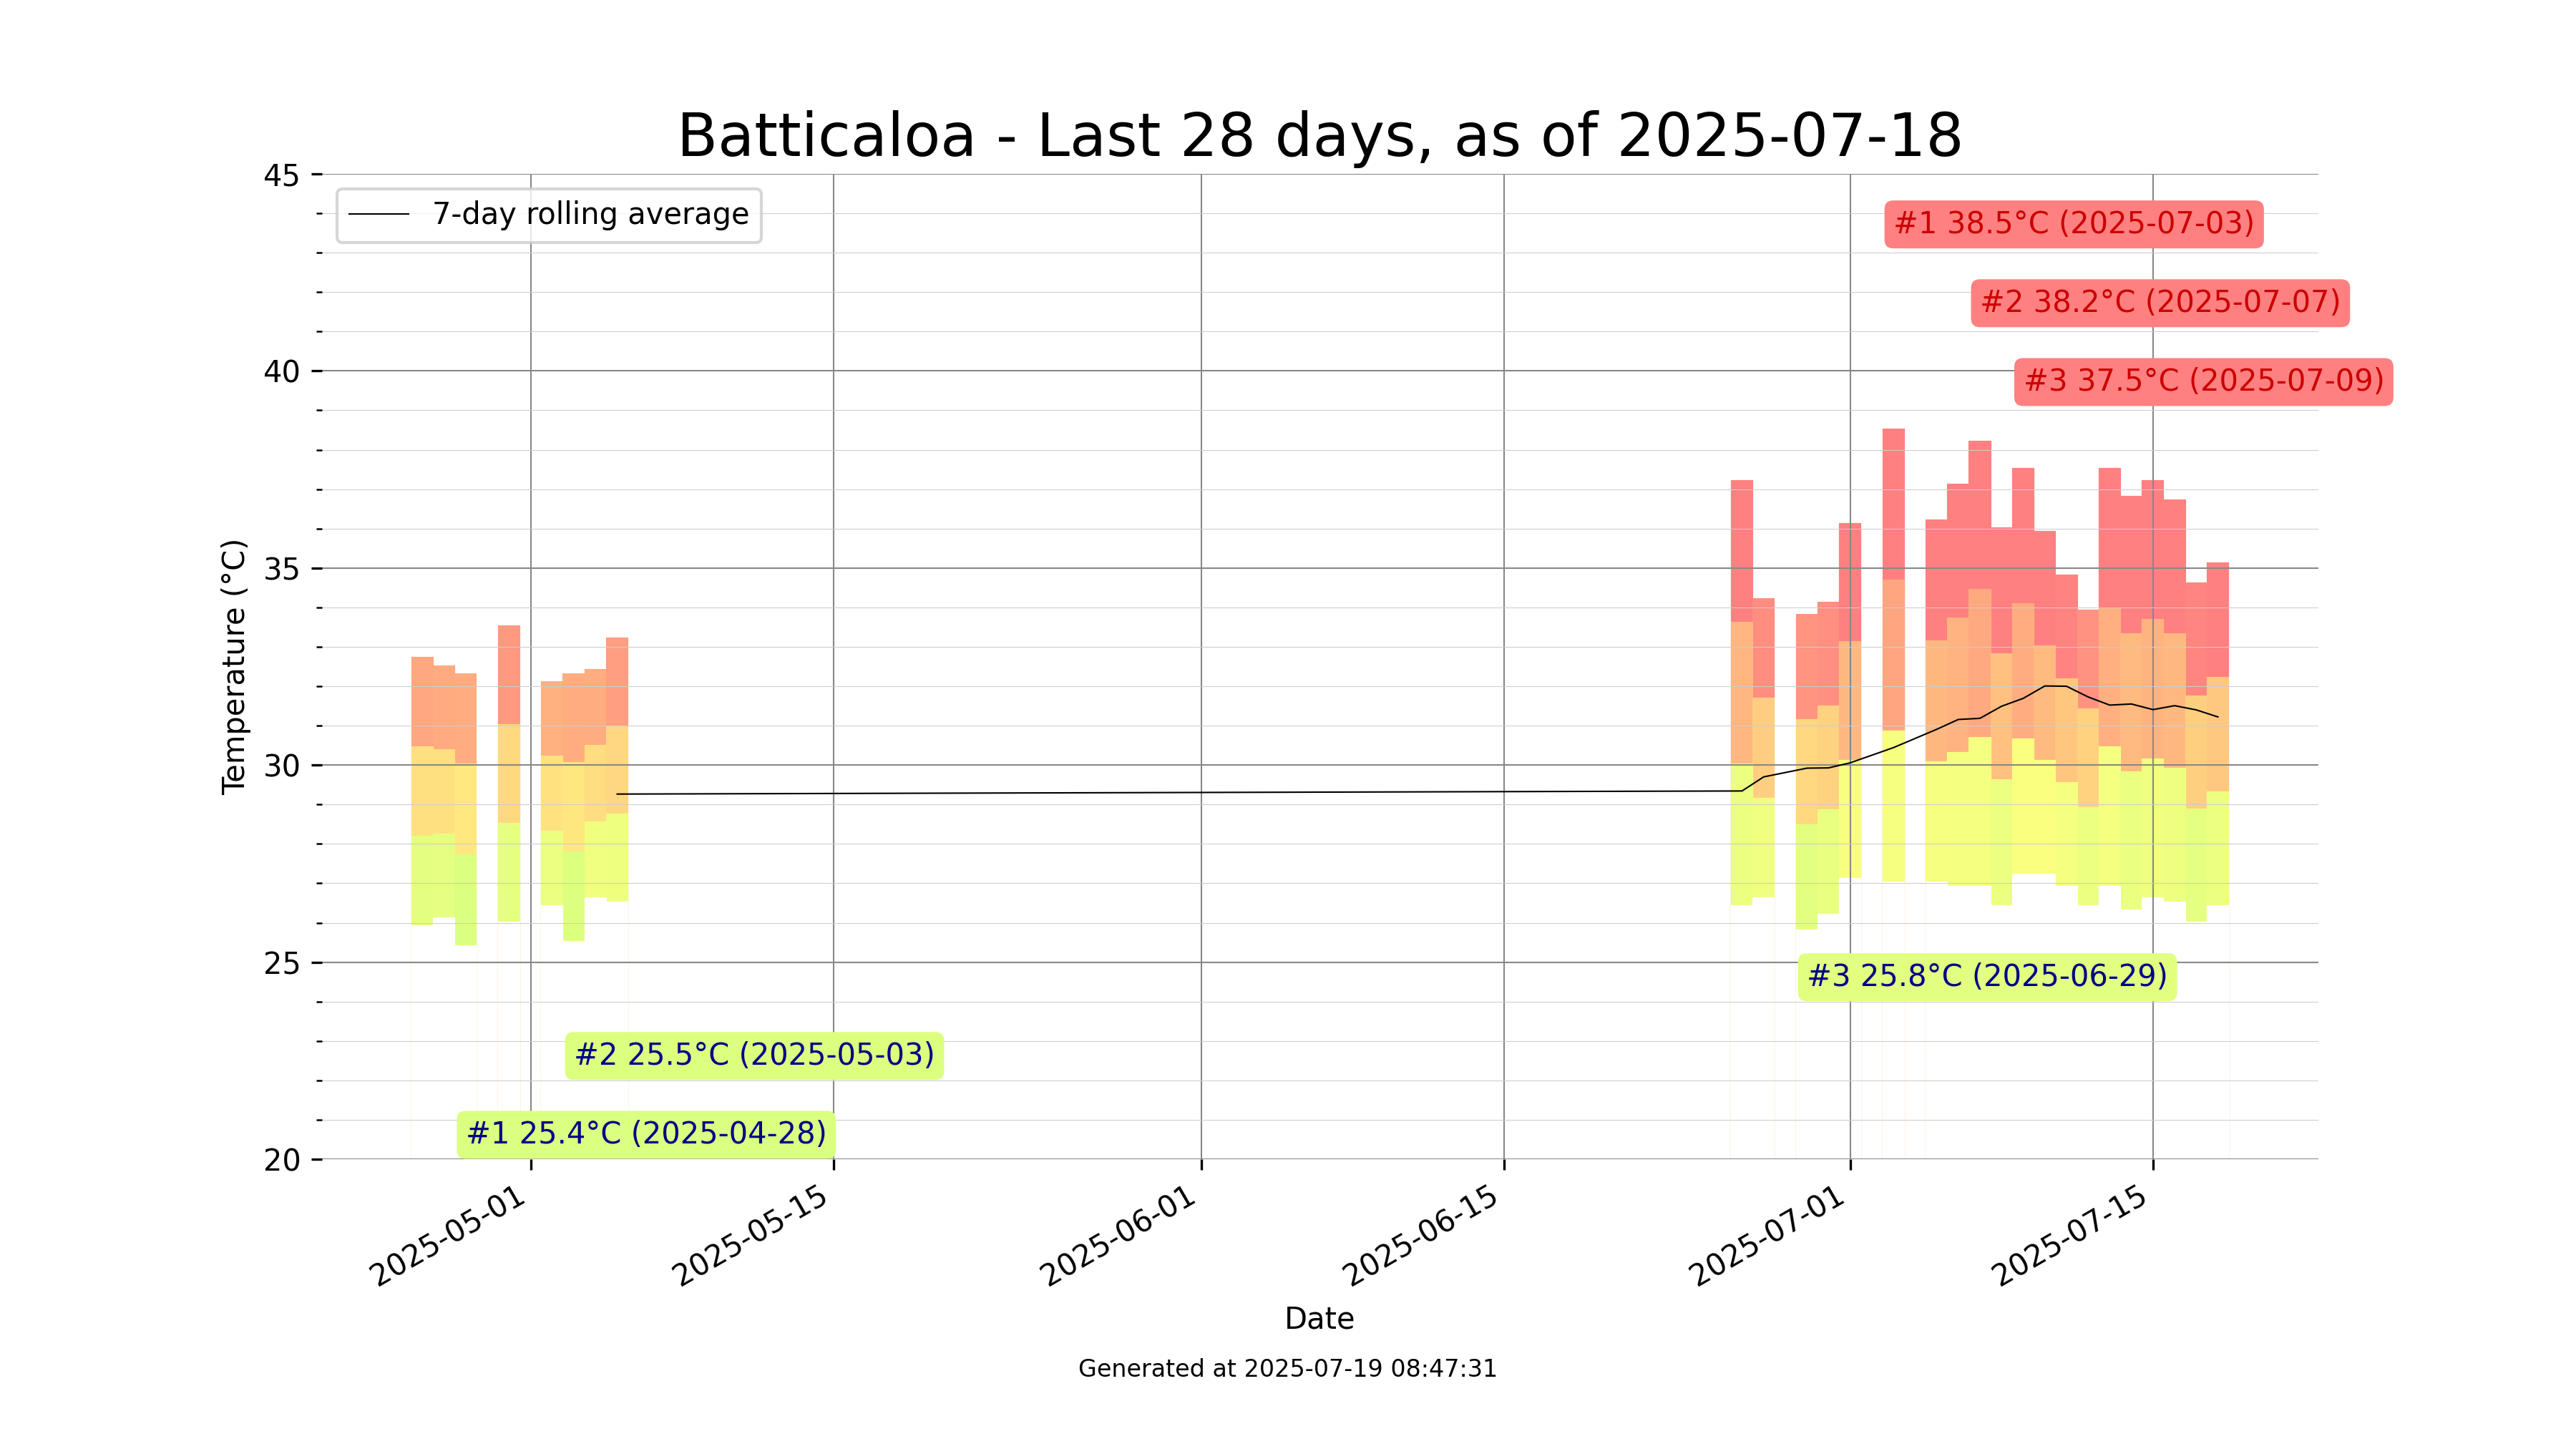 Batticaloa - Last 28 days, as of 2025-07-18
7-day rolling average
#1 38.5°C (2025-07-03)
#2 38.2°C (2025-07-07)
#3 37.5°C (2025-07-09)
45
40
35
30
25
20
Temperature (°C)
#3 25.8°C (2025-06-29)
#2 25.5°C (2025-05-03)
#1 25.4°C (2025-04-28)
2025-05-01
2025-05-15
2025-06-01
2025-06-15
2025-07-01
2025-07-15
Date
Generated at 2025-07-19 08:47:31